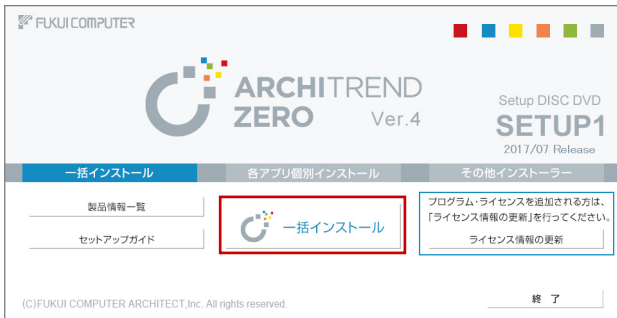 FUKUI COMPUTER
ARCHITREND
ZERO Ver.4
Setup DISC DVD
SETUP1
2017/07 Release
一括インストール 各アプリ個別インストール その他インストーラー
製品情報一覧
セットアップガイド
一括インストール
プログラム・ライセンスを追加される方は、
「ライセンス情報の更新」を行ってください。
ライセンス情報の更新
(C)FUKUI COMPUTER ARCHITECT,Inc. All rights reserved.
終 了